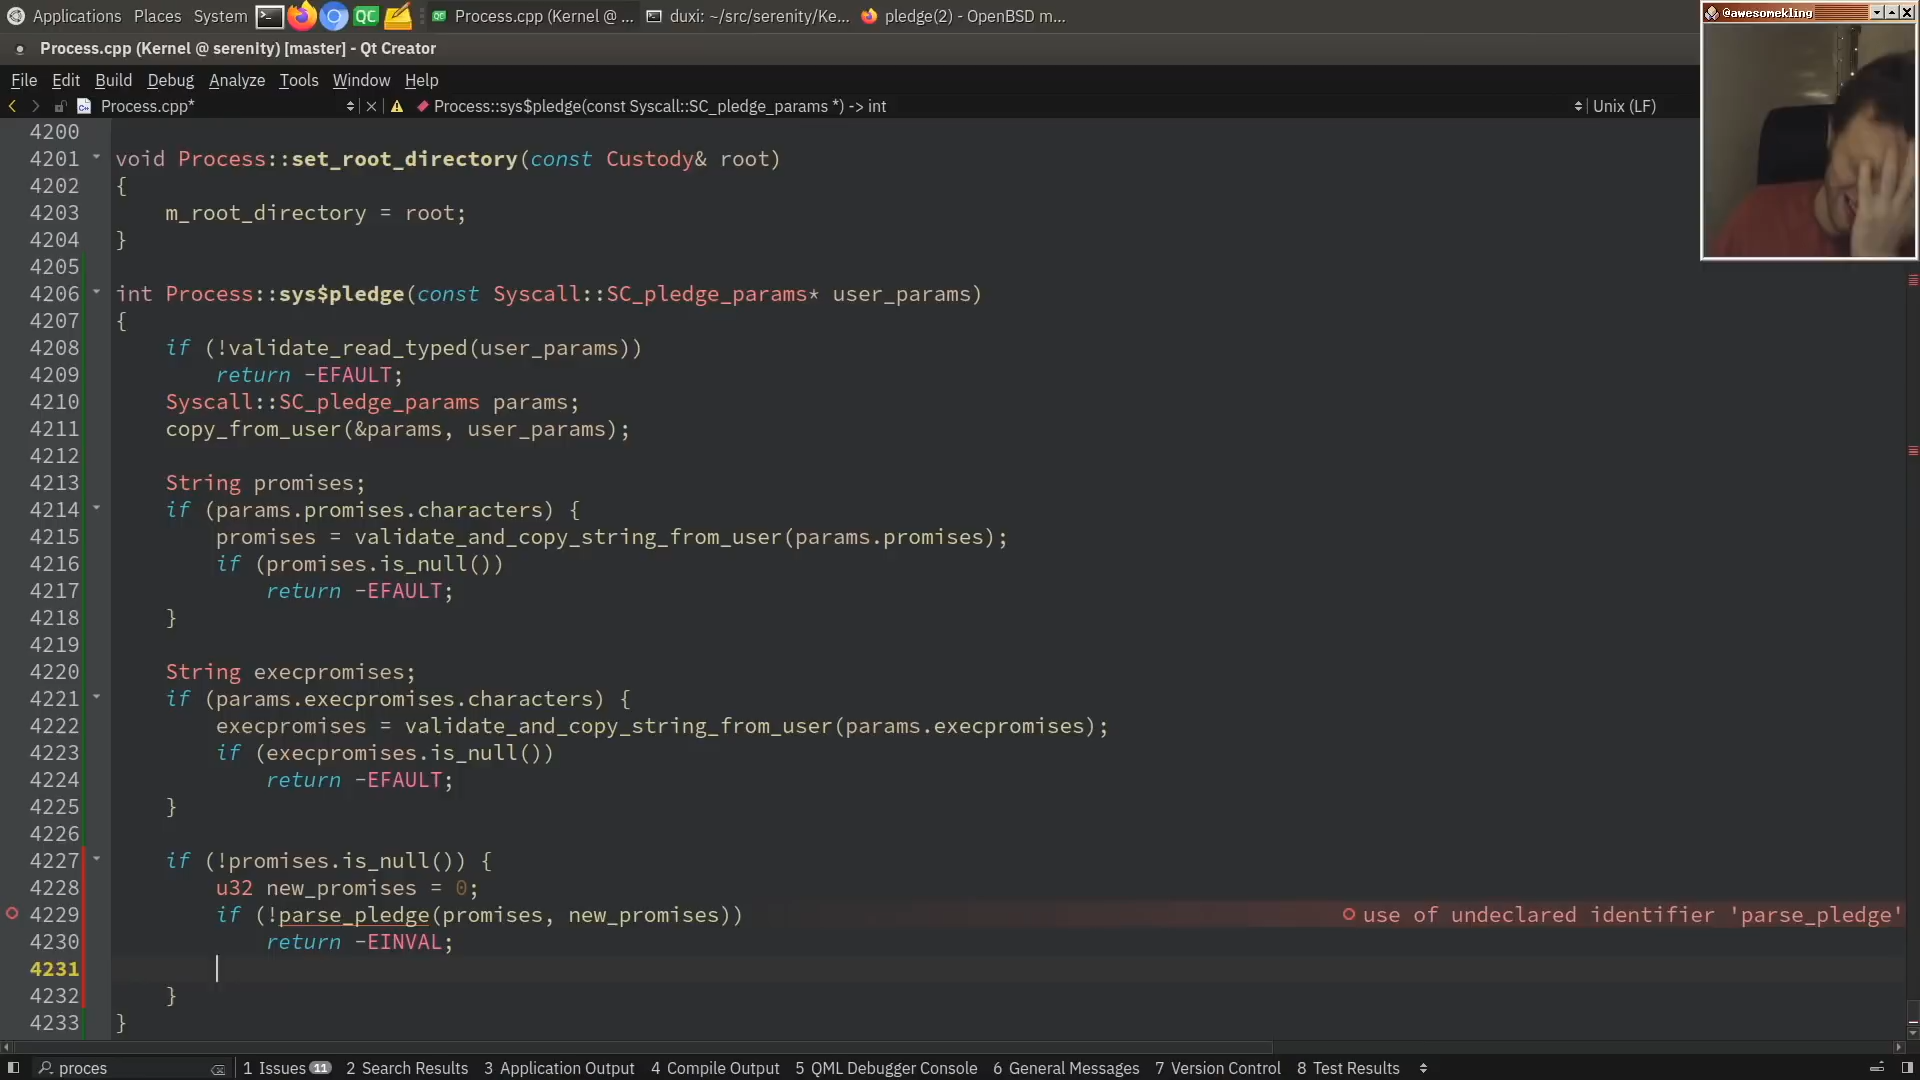 Applications Places System QC Process.cpp (Kernel @ ... duxi: ~/src/serenity/Ke... pledge(2) - OpenBSD m...
@awesomekling
Process.cpp (Kernel @ serenity) [master] - Qt Creator
File Edit Build Debug Analyze Tools Window Help
Process.cpp* Process::sys$pledge(const Syscall::SC_pledge_params *) -> int Unix (LF)
4200
4201 void Process::set_root_directory(const Custody& root)
4202 {
4203 m_root_directory = root;
4204 }
4205
4206 int Process::sys$pledge(const Syscall::SC_pledge_params* user_params)
4207 {
4208 if (!validate_read_typed(user_params))
4209 return -EFAULT;
4210 Syscall::SC_pledge_params params;
4211 copy_from_user(&params, user_params);
4212
4213 String promises;
4214 if (params.promises.characters) {
4215 promises = validate_and_copy_string_from_user(params.promises);
4216 if (promises.is_null())
4217 return -EFAULT;
4218 }
4219
4220 String execpromises;
4221 if (params.execpromises.characters) {
4222 execpromises = validate_and_copy_string_from_user(params.execpromises);
4223 if (execpromises.is_null())
4224 return -EFAULT;
4225 }
4226
4227 if (!promises.is_null()) {
4228 u32 new_promises = 0;
4229 if (!parse_pledge(promises, new_promises)) use of undeclared identifier 'parse_pledge'
4230 return -EINVAL;
4231
4232 }
4233 }
proces 1 Issues 11 2 Search Results 3 Application Output 4 Compile Output 5 QML Debugger Console 6 General Messages 7 Version Control 8 Test Results